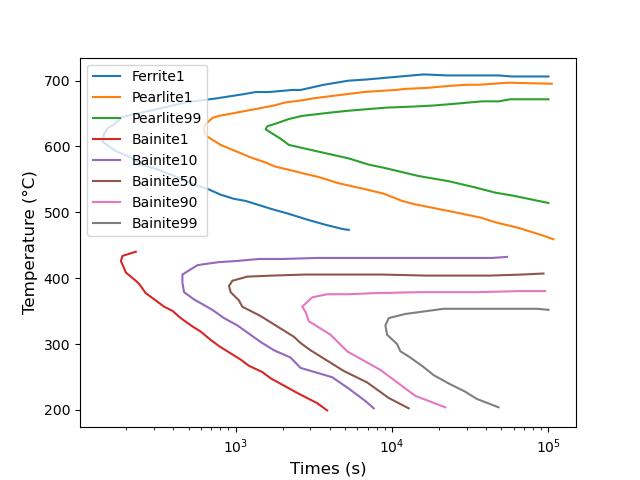 Ferrite1
Pearlite1
Pearlite99
Bainite1
Bainite10
Bainite50
Bainite90
Bainite99
700
600
500
400
300
200
Temperature (°C)
10³
10⁴
10⁵
Times (s)